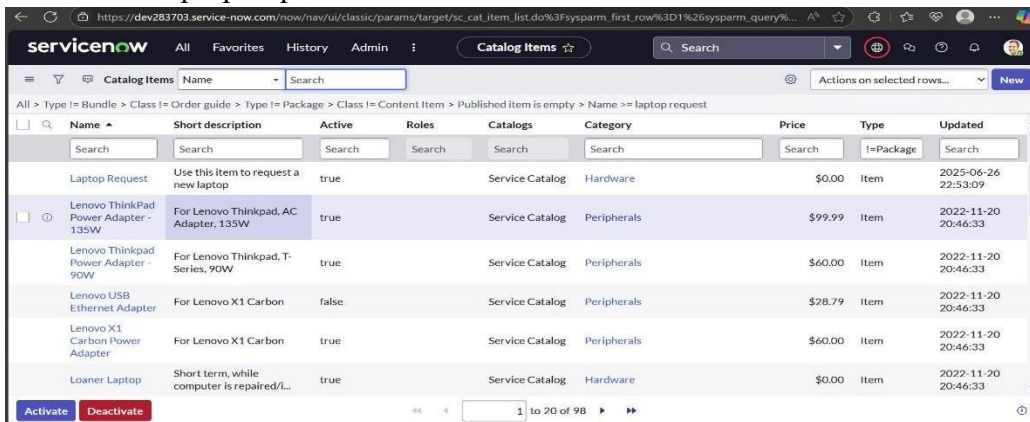 https://dev283703.service-now.com/now/nav/ui/classic/params/target/sc_cat_item_list.do%3Fsysparm_first_row%3D1%26sysparm_query%...
servicenow All Favorites History Admin Catalog Items Search
Catalog Items Name Search Actions on selected rows... New
All > Type != Bundle > Class != Order guide > Type != Package > Class != Content Item > Published item is empty > Name >= laptop request
Name Short description Active Roles Catalogs Category Price Type Updated
Search Search Search Search Search Search Search !=Package Search
Laptop Request Use this item to request a new laptop true Service Catalog Hardware $0.00 Item 2025-06-26 22:53:09
Lenovo ThinkPad Power Adapter - 135W For Lenovo Thinkpad, AC Adapter, 135W true Service Catalog Peripherals $99.99 Item 2022-11-20 20:46:33
Lenovo Thinkpad Power Adapter - 90W For Lenovo Thinkpad, T-Series, 90W true Service Catalog Peripherals $60.00 Item 2022-11-20 20:46:33
Lenovo USB Ethernet Adapter For Lenovo X1 Carbon false Service Catalog Peripherals $28.79 Item 2022-11-20 20:46:33
Lenovo X1 Carbon Power Adapter For Lenovo X1 Carbon true Service Catalog Peripherals $60.00 Item 2022-11-20 20:46:33
Loaner Laptop Short term, while computer is repaired/i... true Service Catalog Hardware $0.00 Item 2022-11-20 20:46:33
Activate Deactivate 1 to 20 of 98